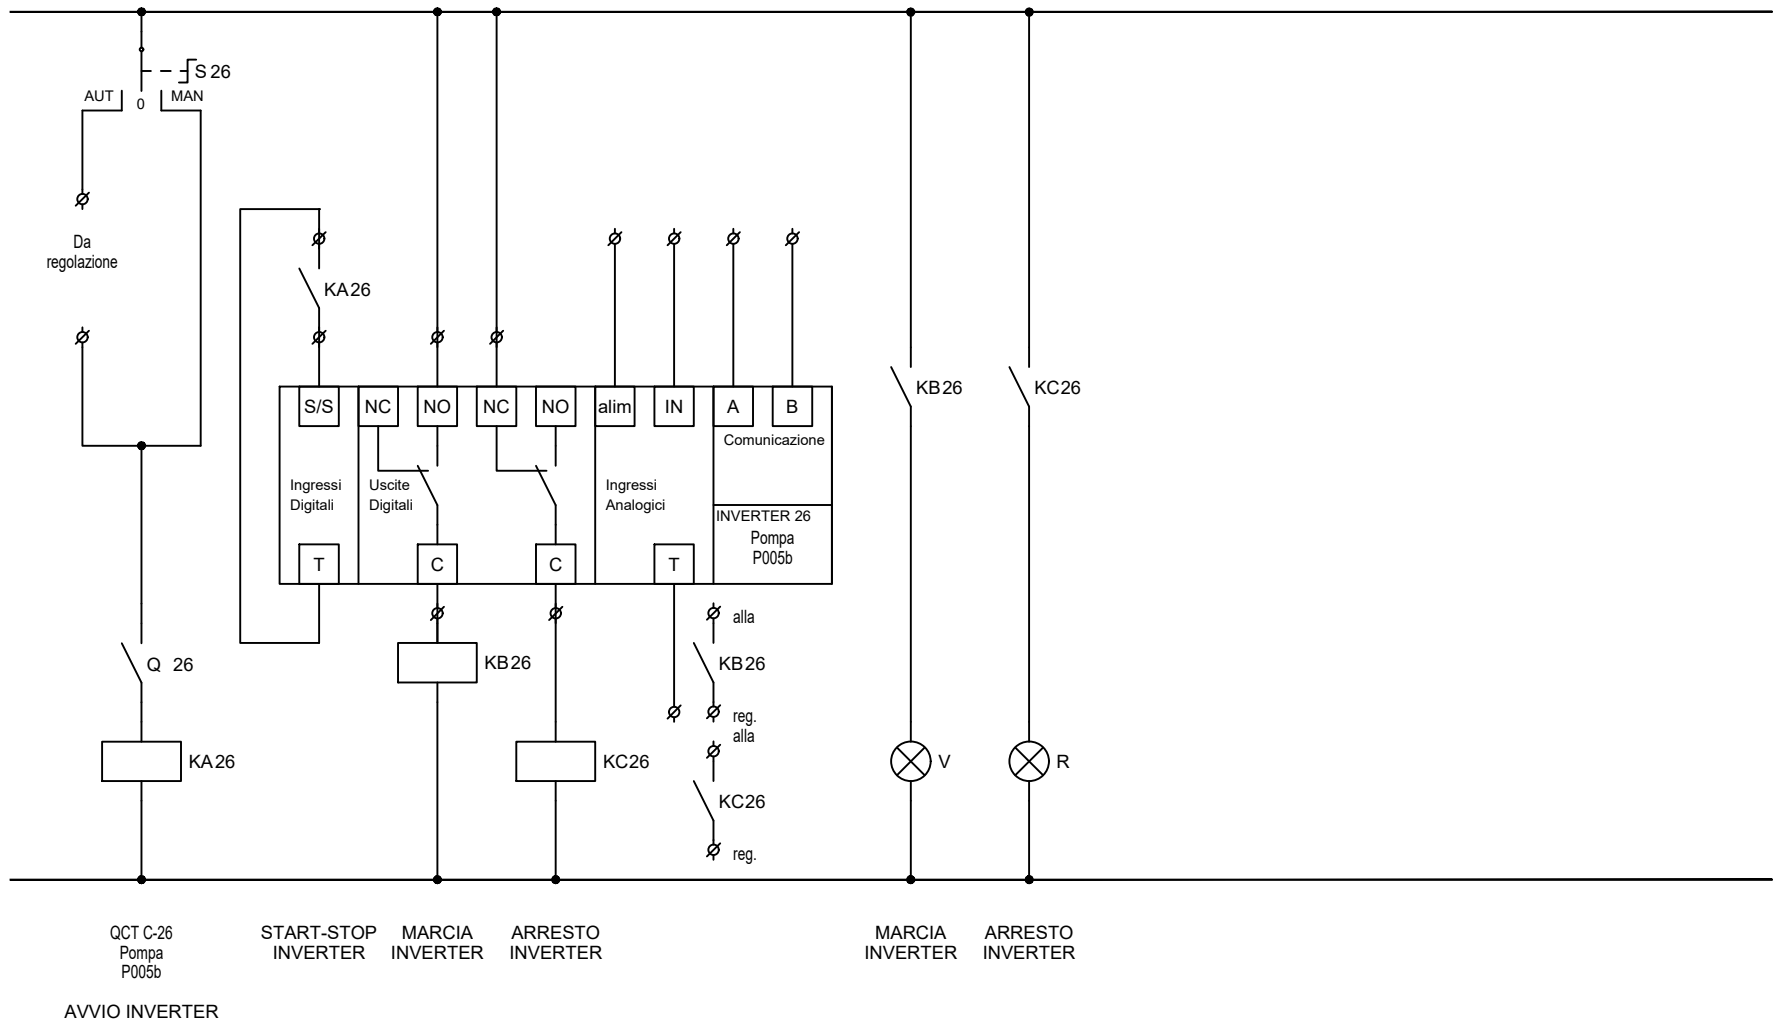 S 26
AUT
0
MAN
Da
regolazione
KA26
S/S
NC
NO
NC
NO
alim
IN
A
B
Comunicazione
Ingressi
Digitali
Uscite
Digitali
Ingressi
Analogici
INVERTER 26
Pompa
P005b
T
C
C
T
KB26
KC26
Q 26
KA26
KB26
KC26
alla
KB26
reg.
alla
KC26
reg.
V
R
QCT C-26
Pompa
P005b
AVVIO INVERTER
START-STOP
INVERTER
MARCIA
INVERTER
ARRESTO
INVERTER
MARCIA
INVERTER
ARRESTO
INVERTER